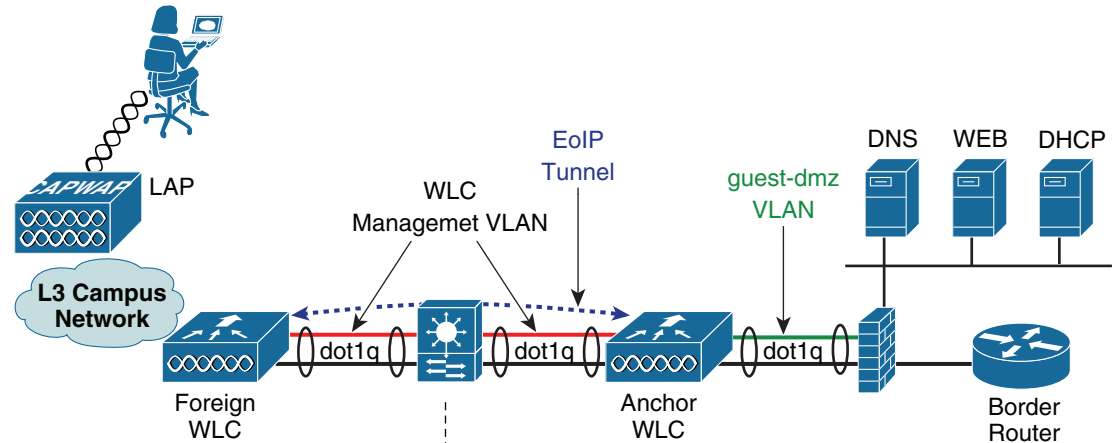 EoIP
Tunnel
DNS
WEB
DHCP
CAPWAP
LAP
WLC
Managemet VLAN
guest-dmz
VLAN
L3 Campus
Network
dot1q
dot1q
dot1q
Foreign
WLC
Anchor
WLC
Border
Router